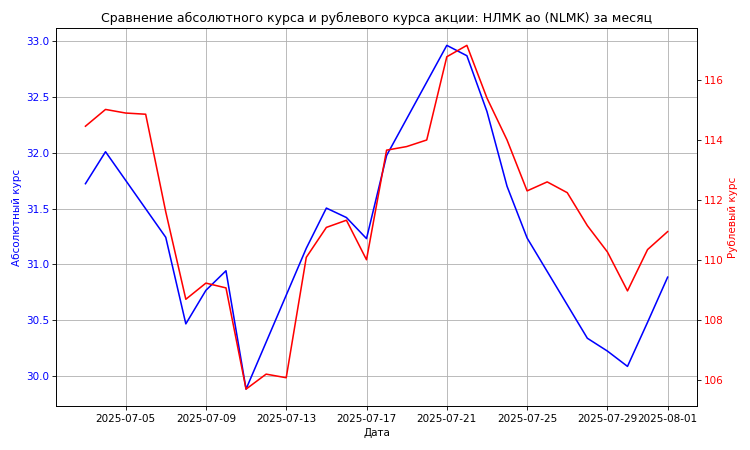 Сравнение абсолютного курса и рублевого курса акции: НЛМК ао (NLMK) за месяц
33.0
32.5
32.0
31.5
31.0
30.5
30.0
Абсолютный курс
116
114
112
110
108
106
Рублевый курс
2025-07-05 2025-07-09 2025-07-13 2025-07-17 2025-07-21 2025-07-25 2025-07-29 2025-08-01
Дата